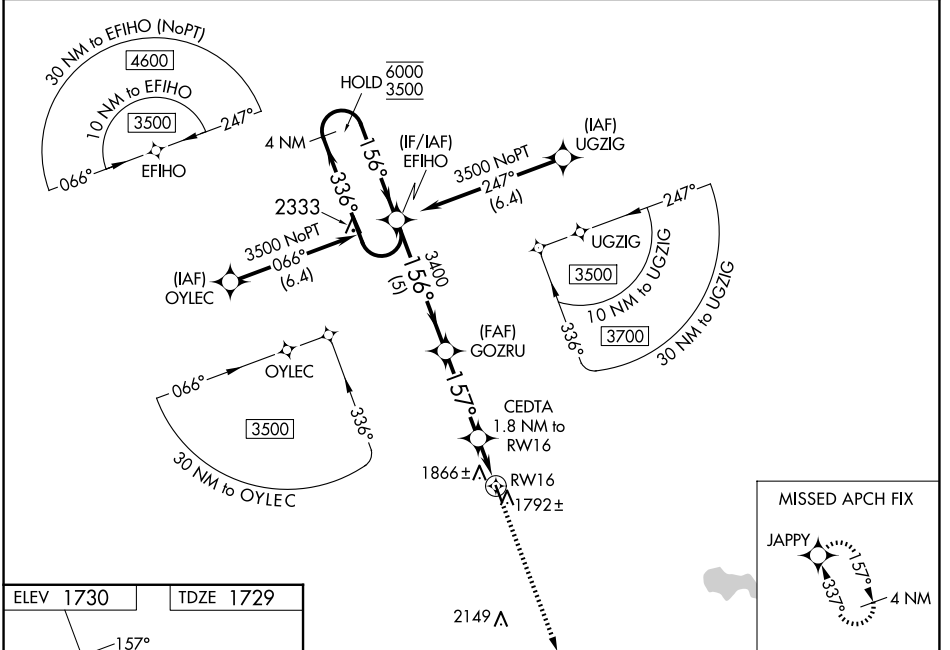 30 NM to EFIHO (NoPT)
4600
10 NM to EFIHO
3500
247°
066°
EFIHO
HOLD
6000
3500
4 NM
156°
336°
(IF/IAF)
EFIHO
(IAF)
UGZIG
3500 NoPT
247°
(6.4)
2333
3500 NoPT
066°
(6.4)
(IAF)
OYLEC
3400
156°
(5)
247°
UGZIG
3500
10 NM to UGZIG
3700
30 NM to UGZIG
336°
(FAF)
GOZRU
157°
066°
OYLEC
336°
3500
30 NM to OYLEC
CEDTA
1.8 NM to
RW16
1866±
RW16
1792±
2149
MISSED APCH FIX
JAPPY
157°
337°
4 NM
ELEV 1730
TDZE 1729
157°